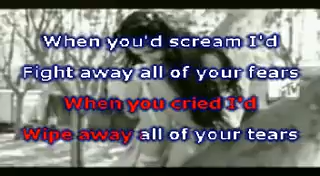 When you'd scream I'd
Fight away all of your fears
When you cried I'd
Wipe away all of your tears